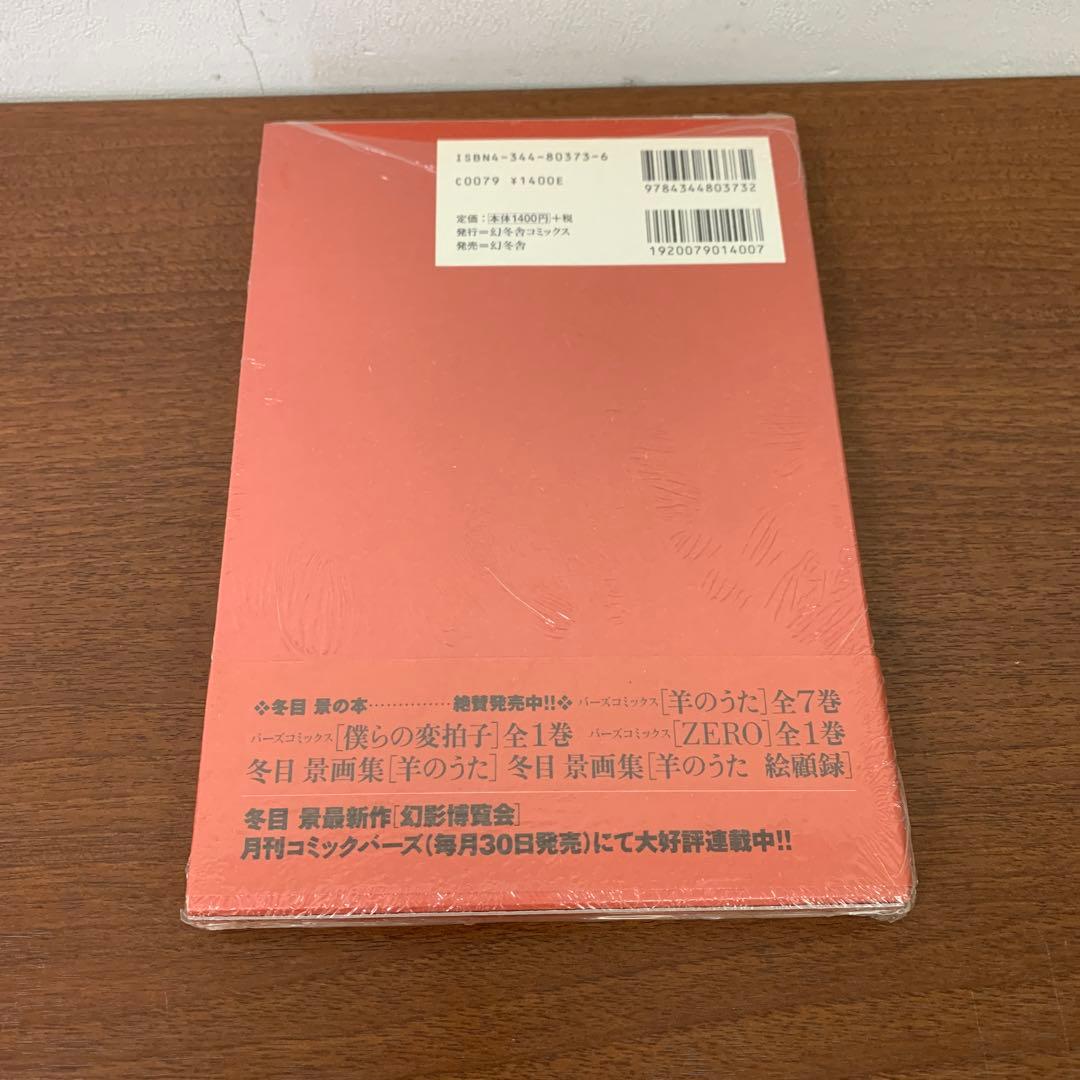 ISBN4-344-80373-6
C0079 ¥1400E
9784344803732
定価：本体1400円+税
発行＝幻冬舎コミックス
発売＝幻冬舎
1920079014007
❖冬目 景の本……………絶賛発売中!!❖ バーズコミックス[羊のうた]全7巻
バーズコミックス[僕らの変拍子]全1巻 バーズコミックス[ZERO]全1巻
冬目 景画集[羊のうた] 冬目 景画集[羊のうた 絵顧録]
冬目 景最新作[幻影博覧会]
月刊コミックバーズ(毎月30日発売)にて大好評連載中!!